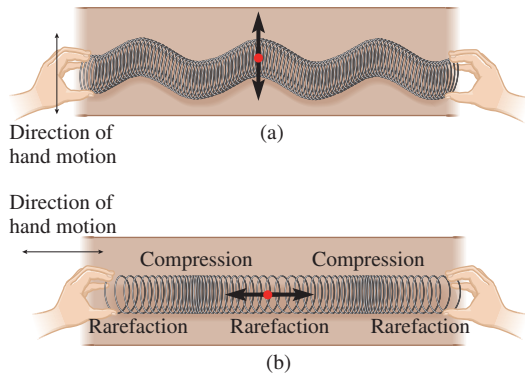 Direction of
hand motion
(a)
Direction of
hand motion
Compression Compression
Rarefaction Rarefaction Rarefaction
(b)